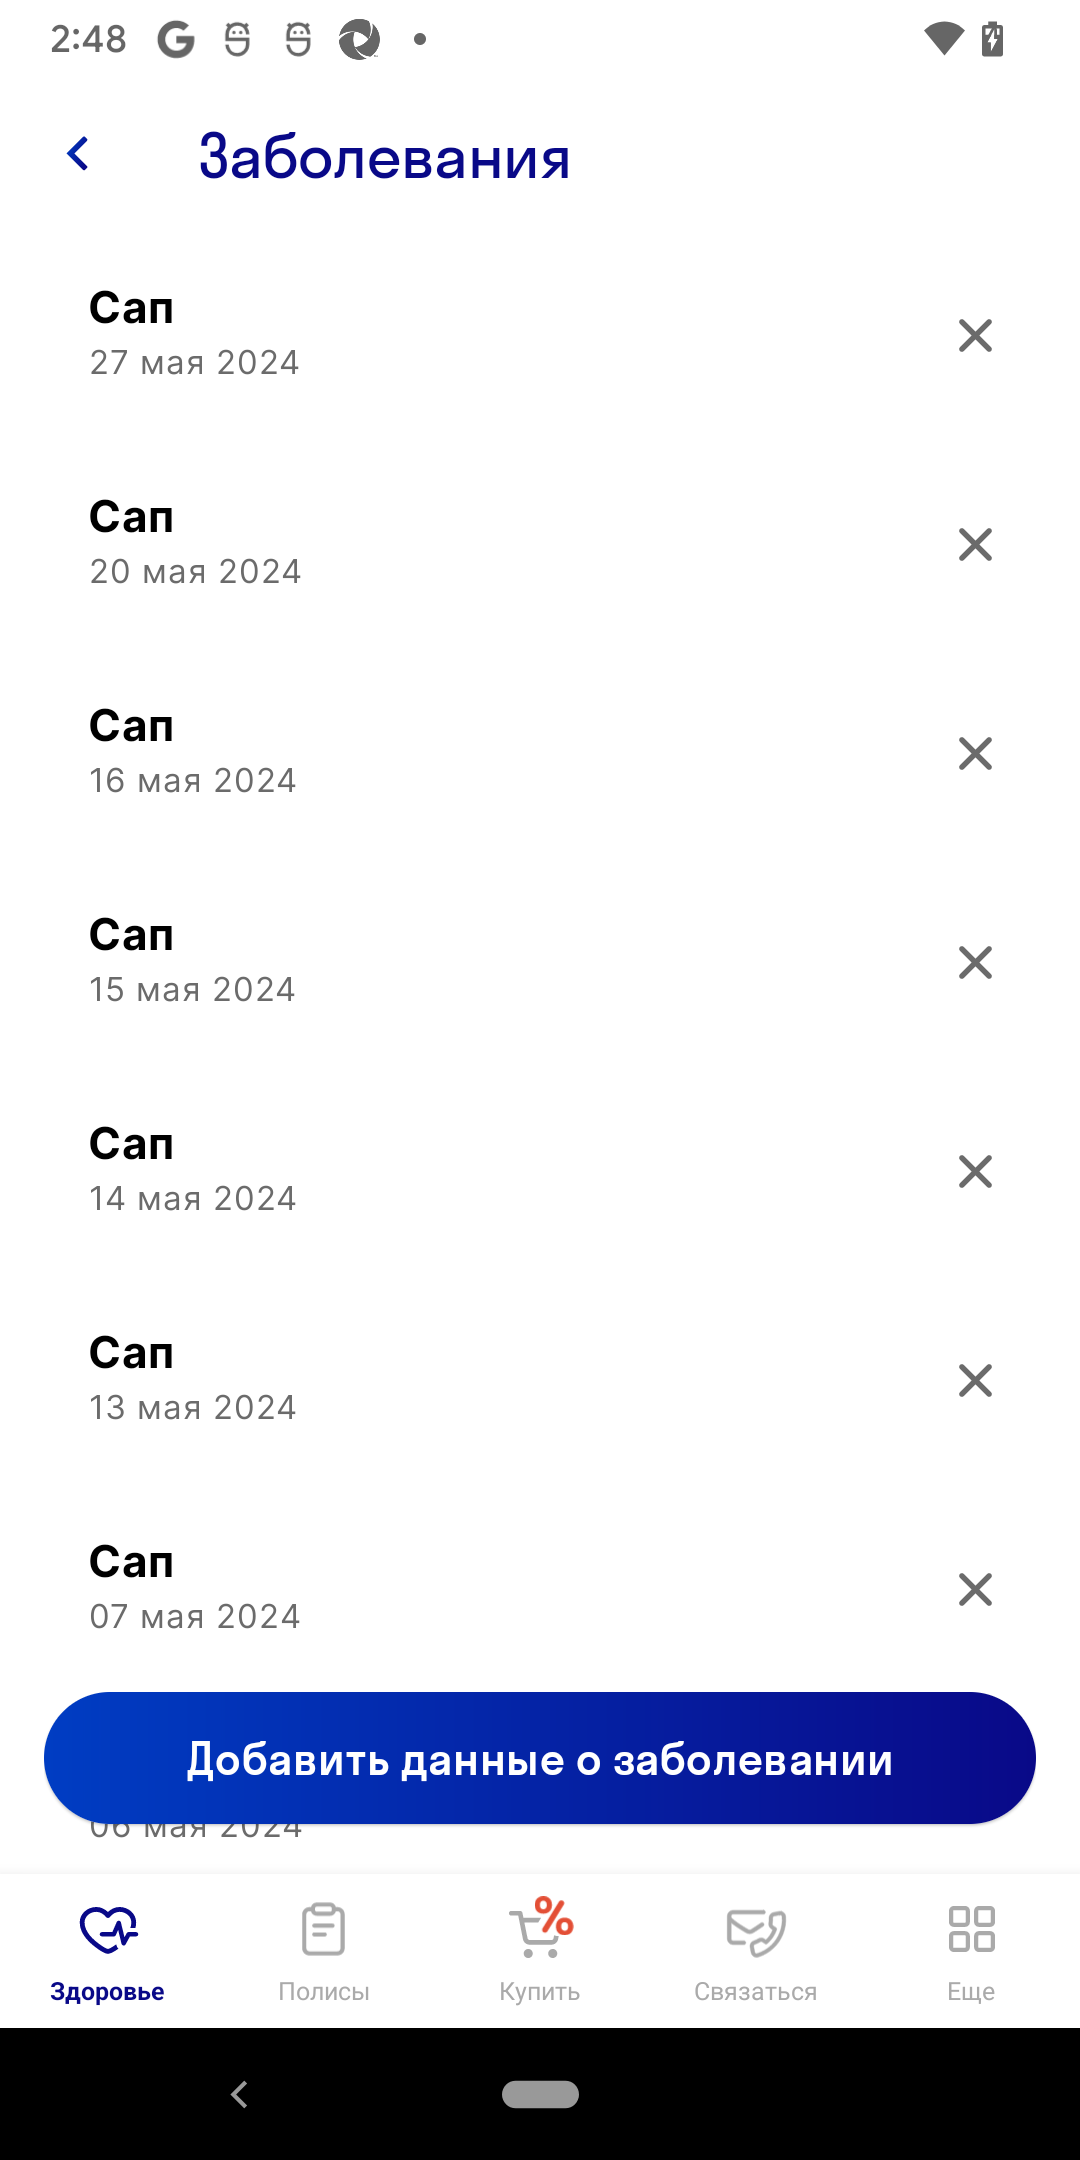 2:48
Заболевания
Сап
27 мая 2024
Сап
20 мая 2024
Сап
16 мая 2024
Сап
15 мая 2024
Сап
14 мая 2024
Сап
13 мая 2024
Сап
07 мая 2024
Добавить данные о заболевании
06 мая 2024
Здоровье
Полисы
%
Купить
Связаться
Еще